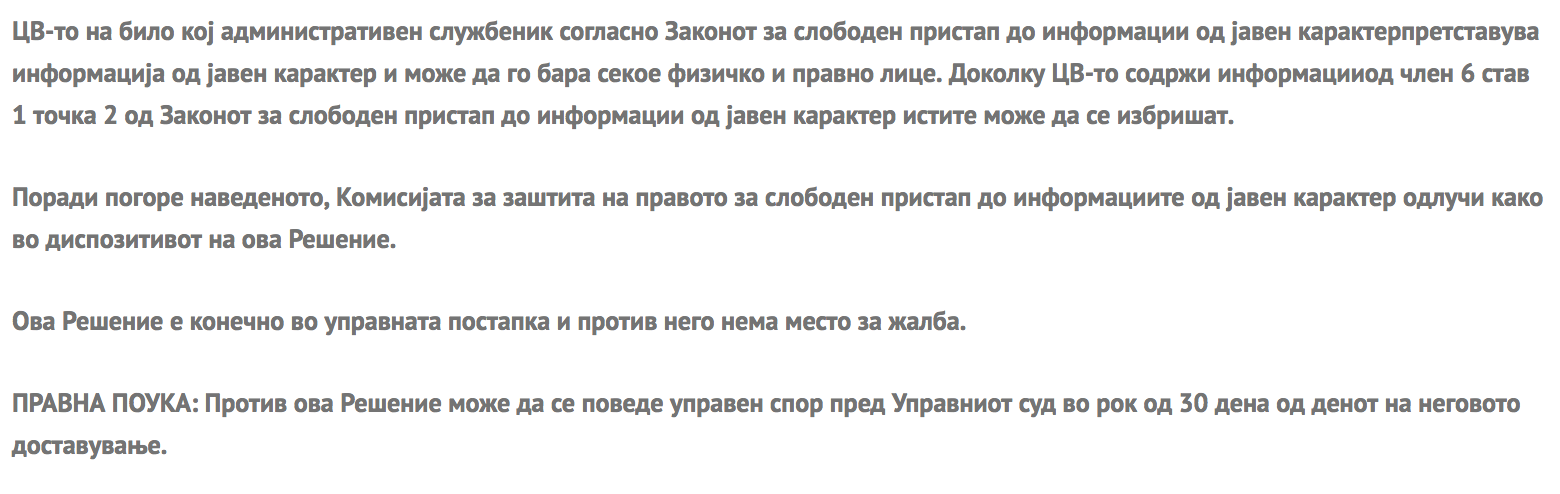 ЦВ-то на било кој административен службеник согласно Законот за слободен пристап до информации од јавен карактерпретставува
информација од јавен карактер и може да го бара секое физичко и правно лице. Доколку ЦВ-то содржи информацииод член 6 став
1 точка 2 од Законот за слободен пристап до информации од јавен карактер истите може да се избришат.
Поради погоре наведеното, Комисијата за заштита на правото за слободен пристап до информациите од јавен карактер одлучи како
во диспозитивот на ова Решение.
Ова Решение е конечно во управната постапка и против него нема место за жалба.
ПРАВНА ПОУКА: Против ова Решение може да се поведе управен спор пред Управниот суд во рок од 30 дена од денот на неговото
доставување.